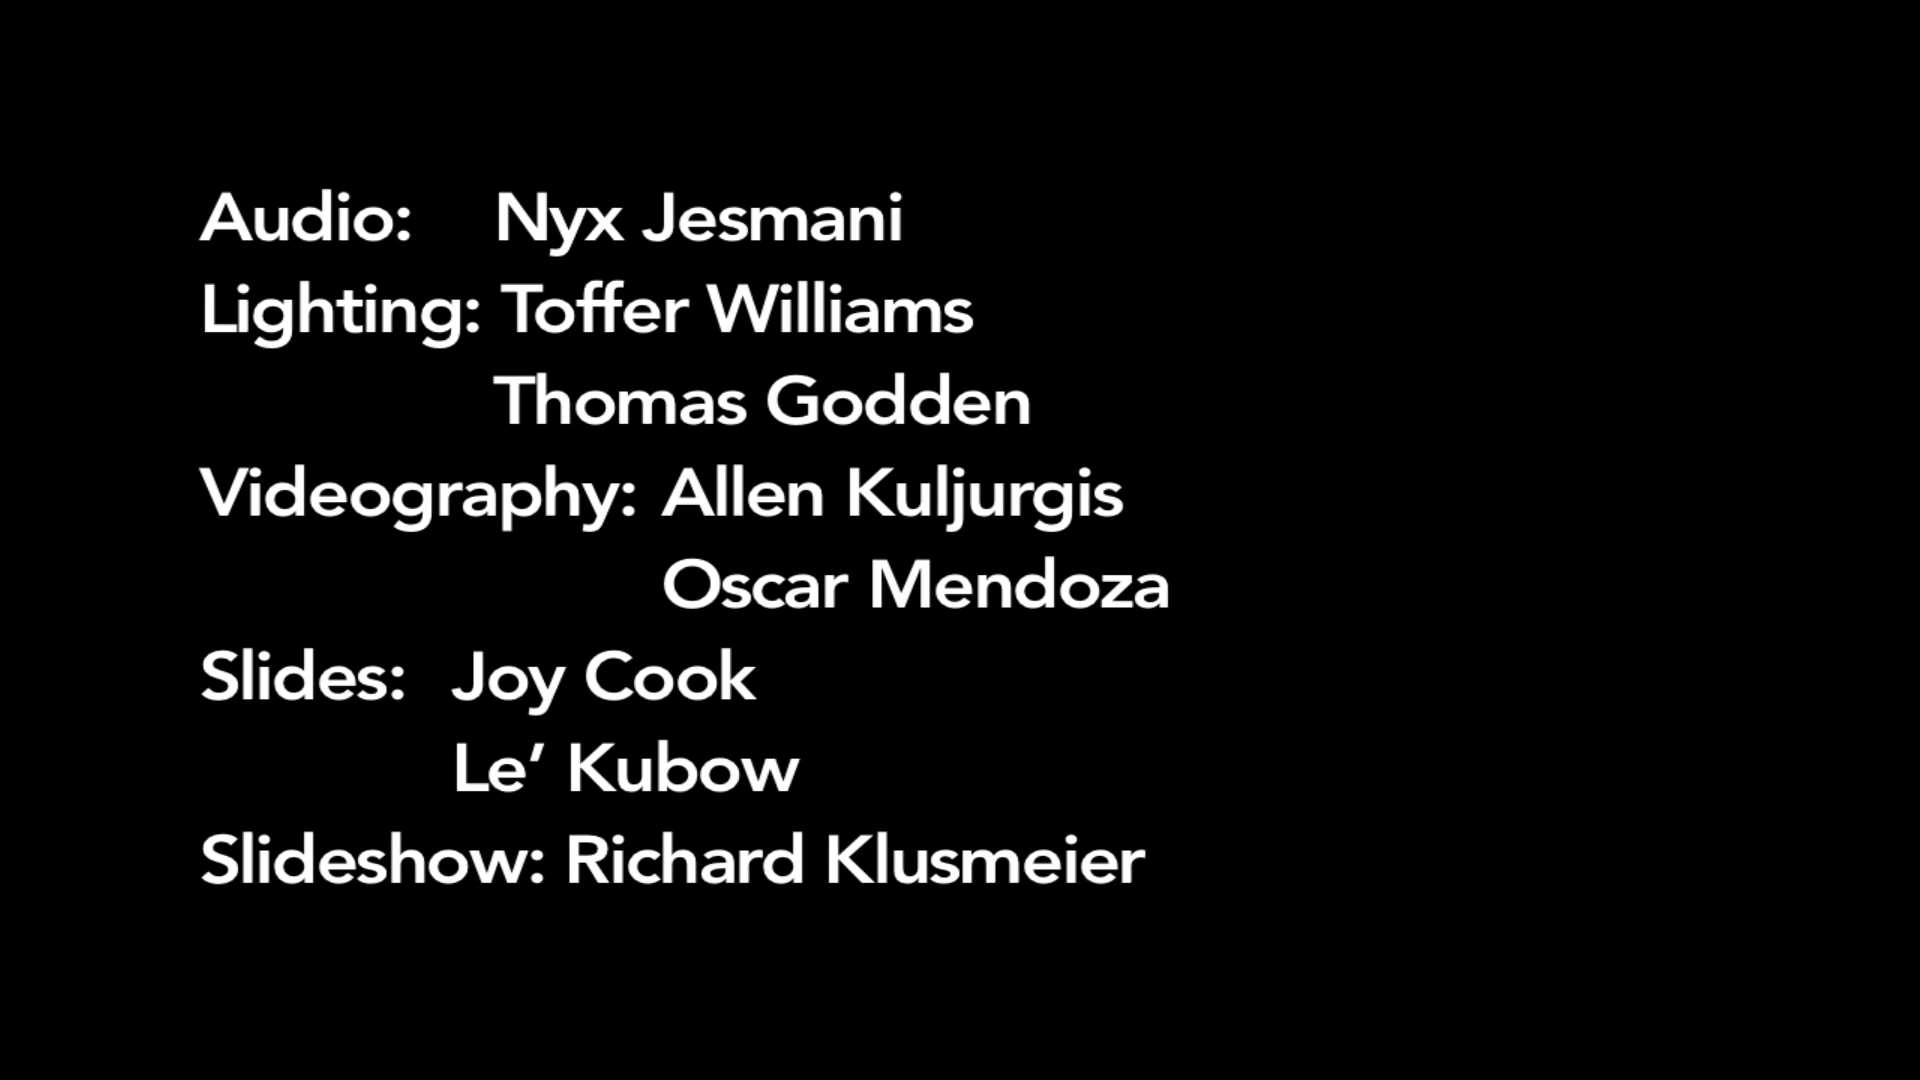 Audio: Nyx Jesmani
Lighting: Toffer Williams
Thomas Godden
Videography: Allen Kuljurgis
Oscar Mendoza
Slides: Joy Cook
Le’ Kubow
Slideshow: Richard Klusmeier